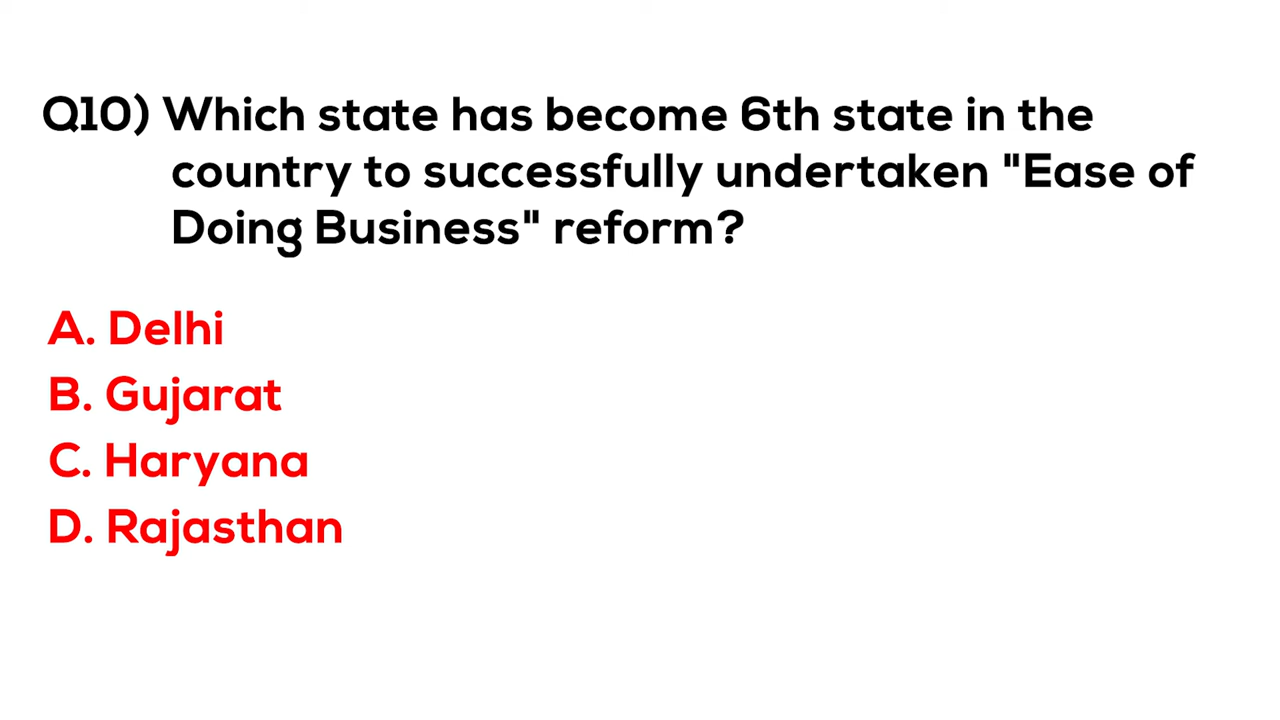 Q10) Which state has become 6th state in the
country to successfully undertaken "Ease of
Doing Business" reform?
A. Delhi
B. Gujarat
C. Haryana
D. Rajasthan